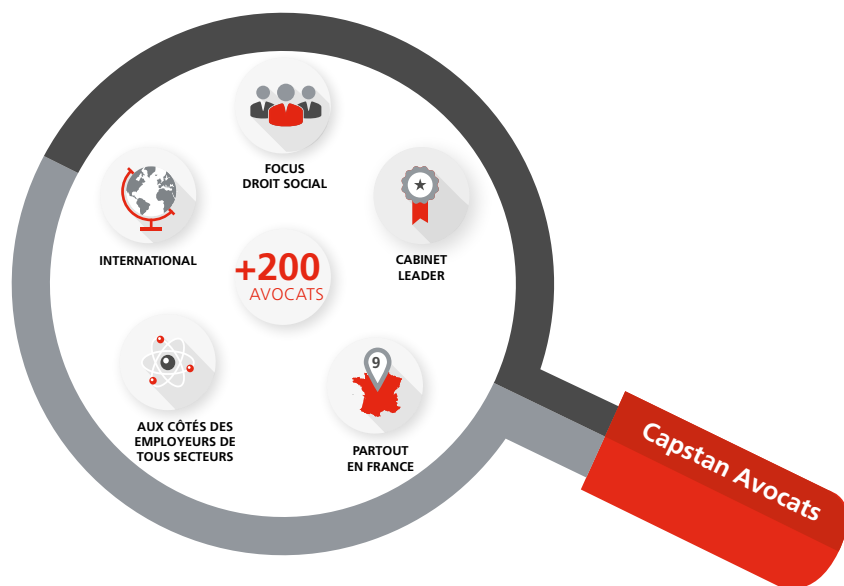 FOCUS
DROIT SOCIAL
INTERNATIONAL
CABINET
LEADER
+200
AVOCATS
9
AUX CÔTÉS DES
EMPLOYEURS DE
TOUS SECTEURS
PARTOUT
EN FRANCE
Capstan Avocats